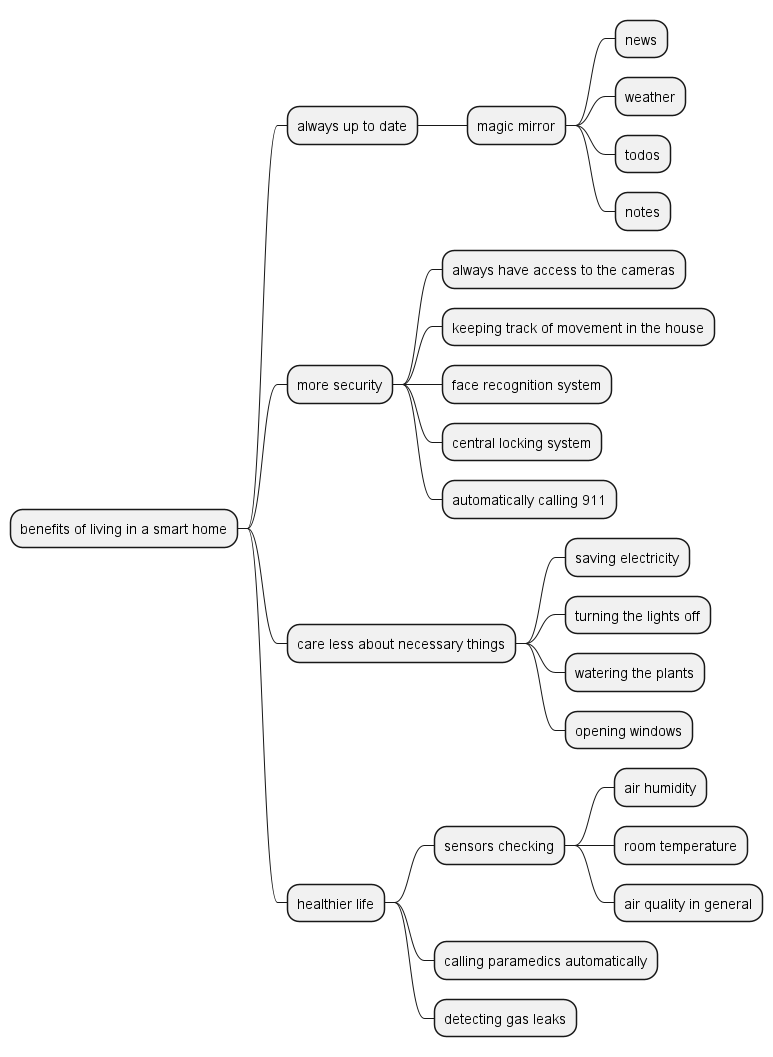 benefits of living in a smart home
always up to date
magic mirror
news
weather
todos
notes
more security
always have access to the cameras
keeping track of movement in the house
face recognition system
central locking system
automatically calling 911
care less about necessary things
saving electricity
turning the lights off
watering the plants
opening windows
healthier life
sensors checking
air humidity
room temperature
air quality in general
calling paramedics automatically
detecting gas leaks